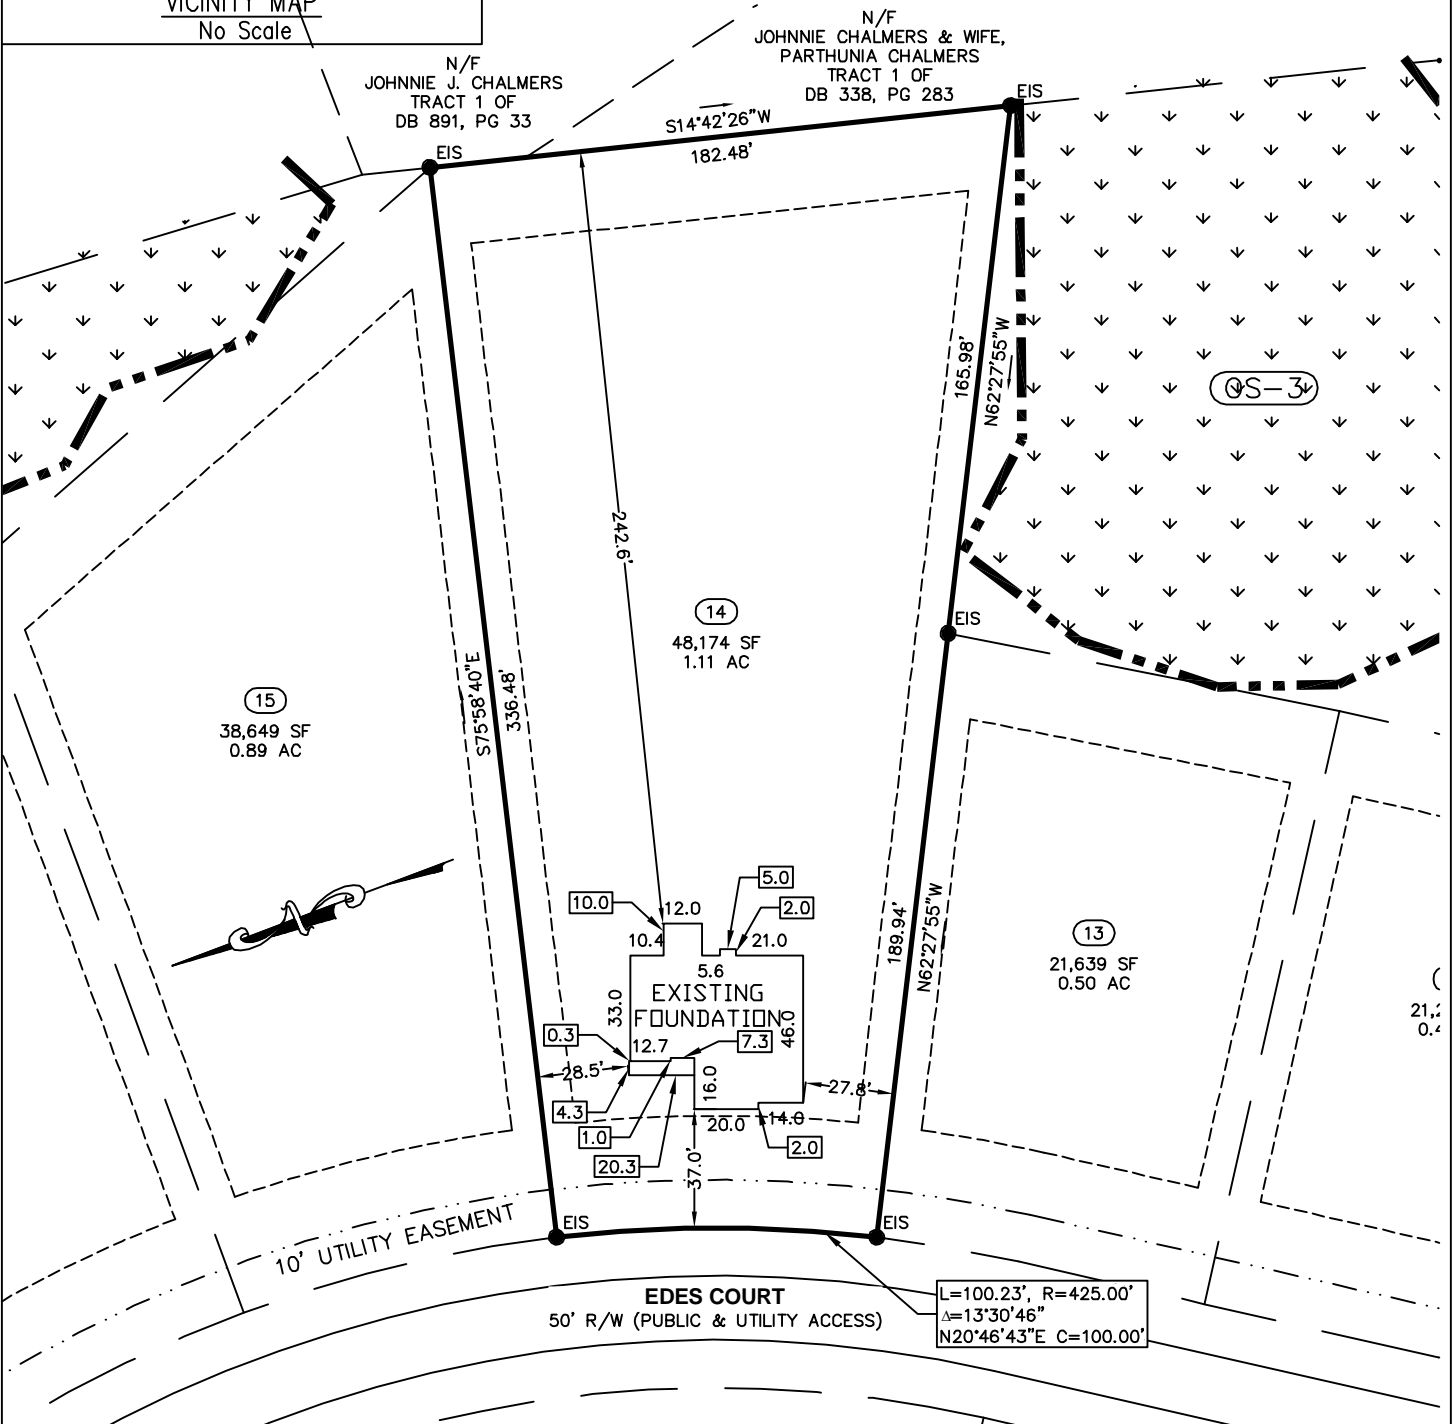 VICINITY MAP
No Scale
N/F
JOHNNIE J. CHALMERS
TRACT 1 OF
DB 891, PG 33
N/F
JOHNNIE CHALMERS & WIFE,
PARTHUNIA CHALMERS
TRACT 1 OF
DB 338, PG 283
EIS
EIS
S14°42'26"W
182.48'
165.98'
N62°27'55"W
OS-3
242.6'
14
48,174 SF
1.11 AC
EIS
15
38,649 SF
0.89 AC
S75°58'40"E
336.48'
N
5.0
10.0
12.0
2.0
10.4
21.0
5.6
EXISTING
FOUNDATION
33.0
46.0
0.3
12.7
7.3
28.5'
16.0
27.8'
4.3
20.0
14.0
1.0
2.0
20.3
37.0'
189.94'
N62°27'55"W
13
21,639 SF
0.50 AC
EIS
EIS
10' UTILITY EASEMENT
EDES COURT
50' R/W (PUBLIC & UTILITY ACCESS)
L=100.23', R=425.00'
Δ=13°30'46"
N20°46'43"E C=100.00'